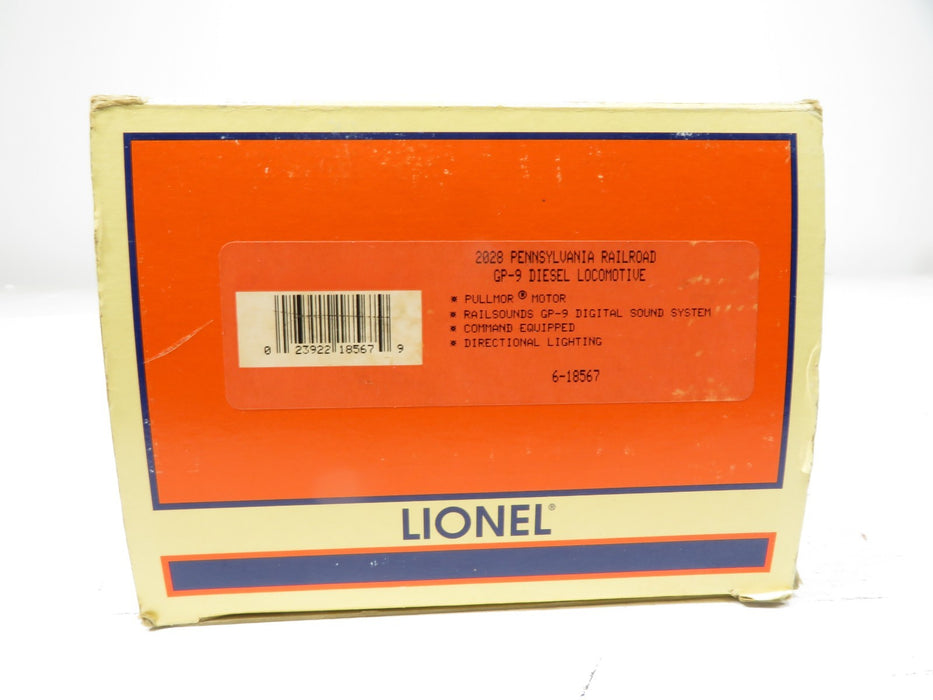 2028 PENNSYLVANIA RAILROAD
GP-9 DIESEL LOCOMOTIVE
* PULLMOR® MOTOR
* RAILSOUNDS GP-9 DIGITAL SOUND SYSTEM
* COMMAND EQUIPPED
* DIRECTIONAL LIGHTING
6-18567
0 23922 18567 9
LIONEL®